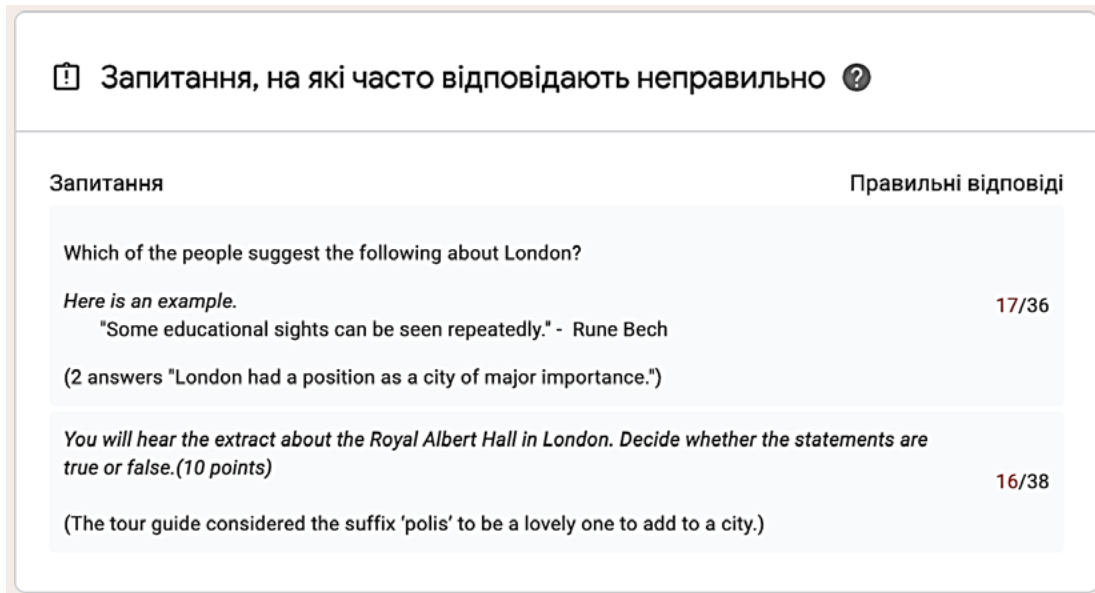 Запитання, на які часто відповідають неправильно
Запитання
Правильні відповіді
Which of the people suggest the following about London?
Here is an example.
"Some educational sights can be seen repeatedly." - Rune Bech
17/36
(2 answers "London had a position as a city of major importance.")
You will hear the extract about the Royal Albert Hall in London. Decide whether the statements are
true or false.(10 points)
16/38
(The tour guide considered the suffix ‘polis’ to be a lovely one to add to a city.)